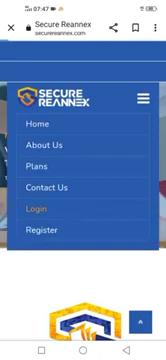 07:47
Secure Reannex
securereannex.com
SECURE
REANNEX
Home
About Us
Plans
Contact Us
Login
Register